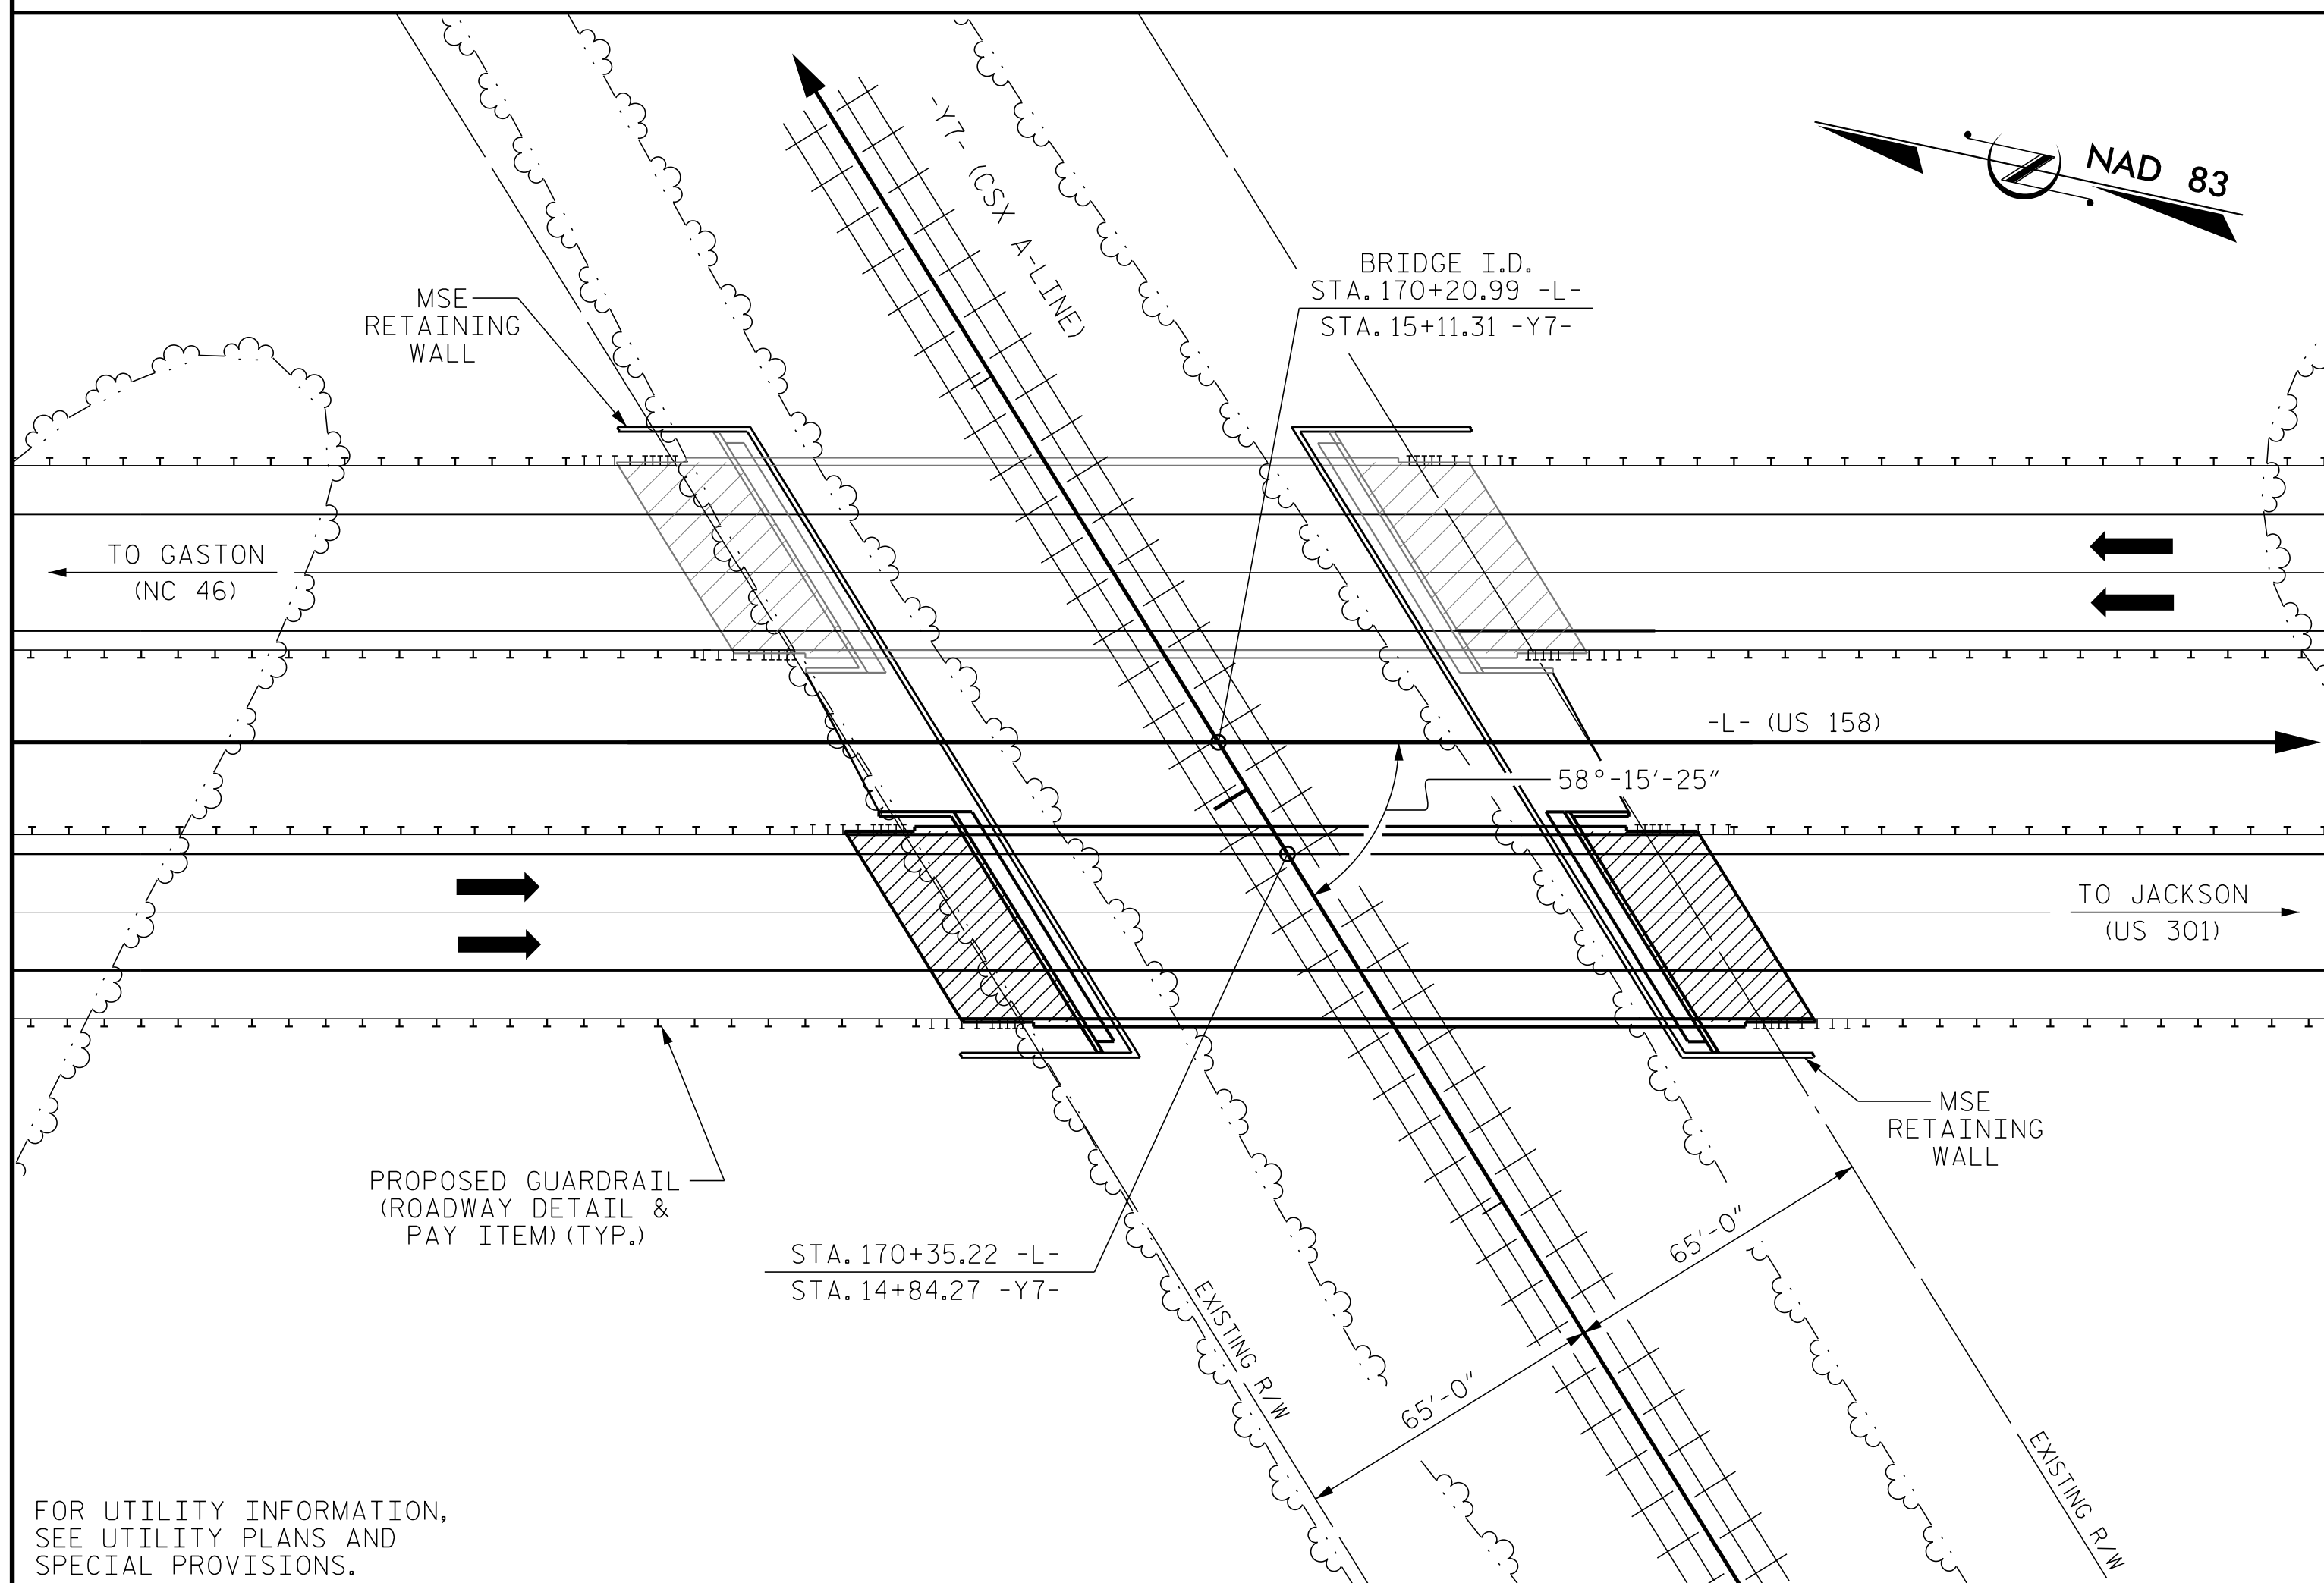 -Y7- (CSX A-LINE)
NAD 83
BRIDGE I.D.
STA. 170+20.99 -L-
STA. 15+11.31 -Y7-
MSE
RETAINING
WALL
TO GASTON
(NC 46)
-L- (US 158)
58°-15'-25"
TO JACKSON
(US 301)
MSE
RETAINING
WALL
PROPOSED GUARDRAIL
(ROADWAY DETAIL &
PAY ITEM) (TYP.)
STA. 170+35.22 -L-
STA. 14+84.27 -Y7-
65'-0"
65'-0"
EXISTING R/W
EXISTING R/W
FOR UTILITY INFORMATION,
SEE UTILITY PLANS AND
SPECIAL PROVISIONS.